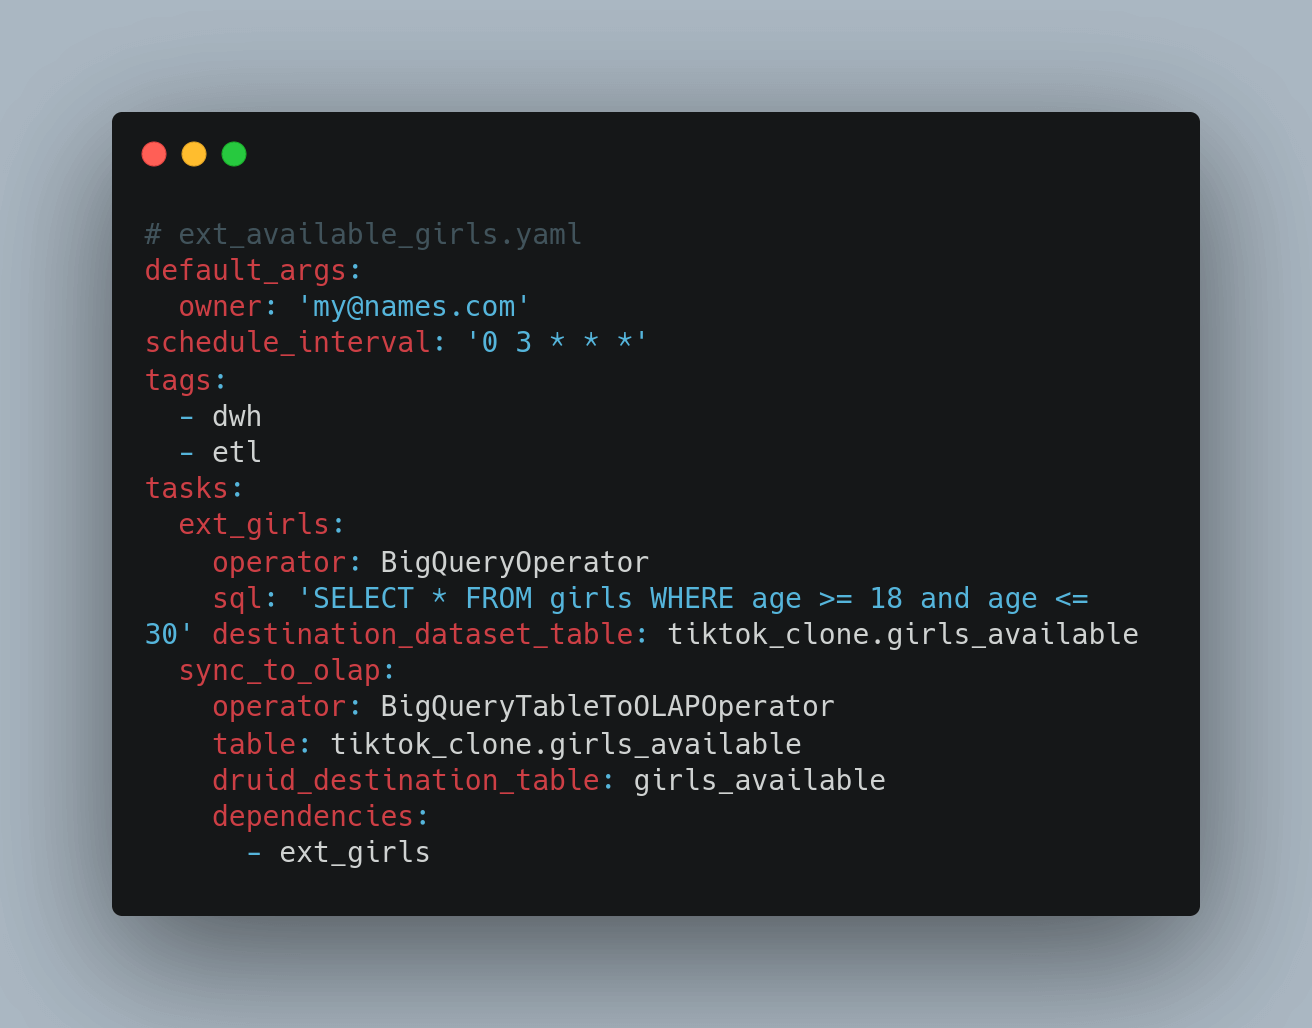 # ext_available_girls.yaml
default_args:
  owner: 'my@names.com'
schedule_interval: '0 3 * * *'
tags:
  - dwh
  - etl
tasks:
  ext_girls:
    operator: BigQueryOperator
    sql: 'SELECT * FROM girls WHERE age >= 18 and age <=
30' destination_dataset_table: tiktok_clone.girls_available
  sync_to_olap:
    operator: BigQueryTableToOLAPOperator
    table: tiktok_clone.girls_available
    druid_destination_table: girls_available
    dependencies:
      - ext_girls